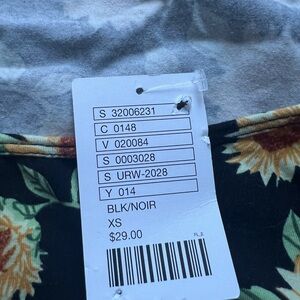 S 32006231
C 0148
V 020084
S 0003028
S URW-2028
Y 014
BLK/NOIR
XS
$29.00